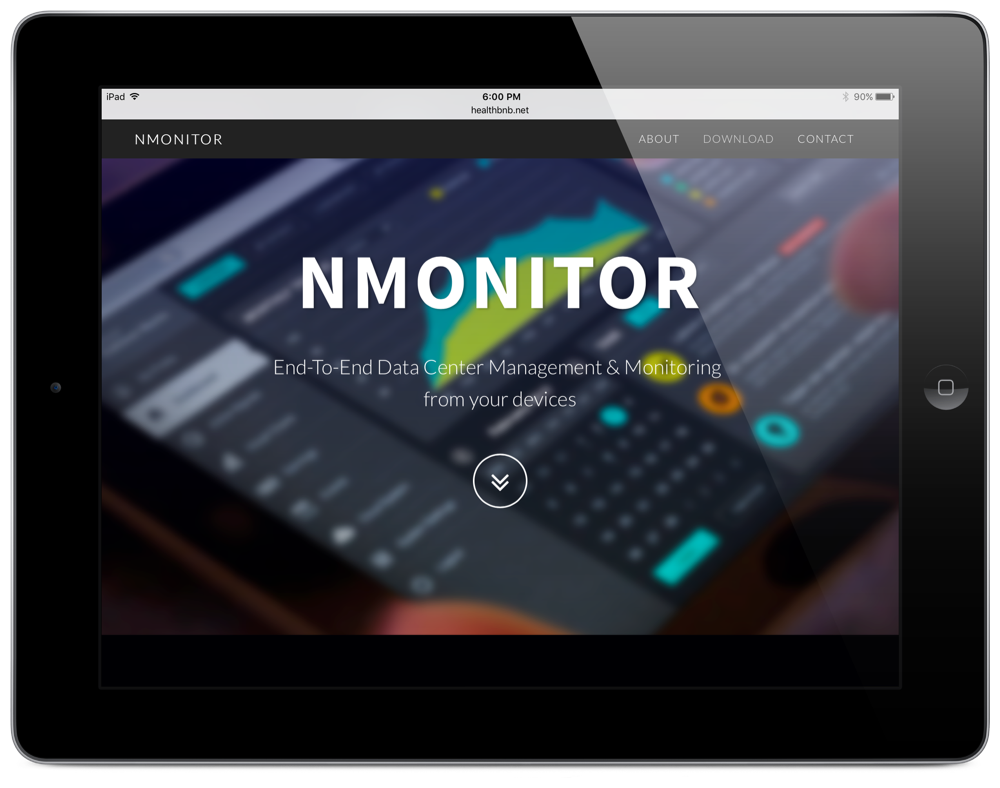 iPad 6:00 PM 90%
healthbnb.net
NMONITOR ABOUT DOWNLOAD CONTACT
NMONITOR
End-To-End Data Center Management & Monitoring
from your devices